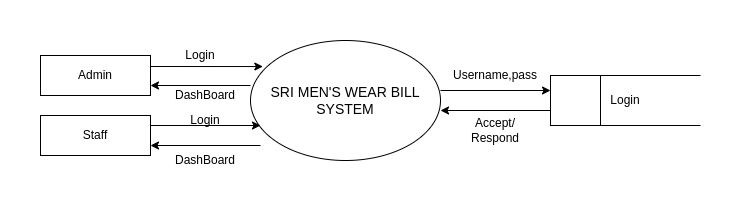 Login
Admin
DashBoard
Login
Staff
DashBoard
SRI MEN'S WEAR BILL
SYSTEM
Username,pass
Login
Accept/
Respond